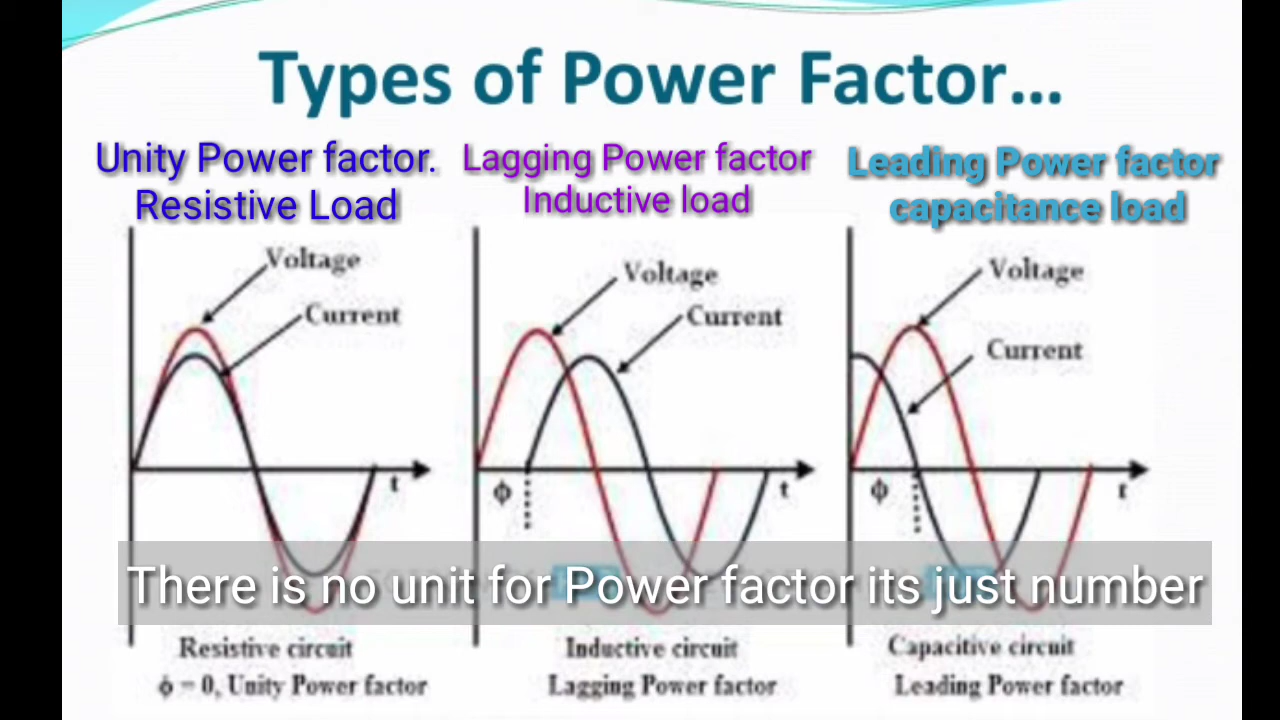 Types of Power Factor...
Unity Power factor.
Resistive Load
Lagging Power factor
Inductive load
Leading Power factor
capacitance load
Voltage
Current
t
Voltage
Current
ϕ
t
Voltage
Current
ϕ
t
There is no unit for Power factor its just number
Resistive circuit
ϕ = 0, Unity Power factor
Inductive circuit
Lagging Power factor
Capacitive circuit
Leading Power factor